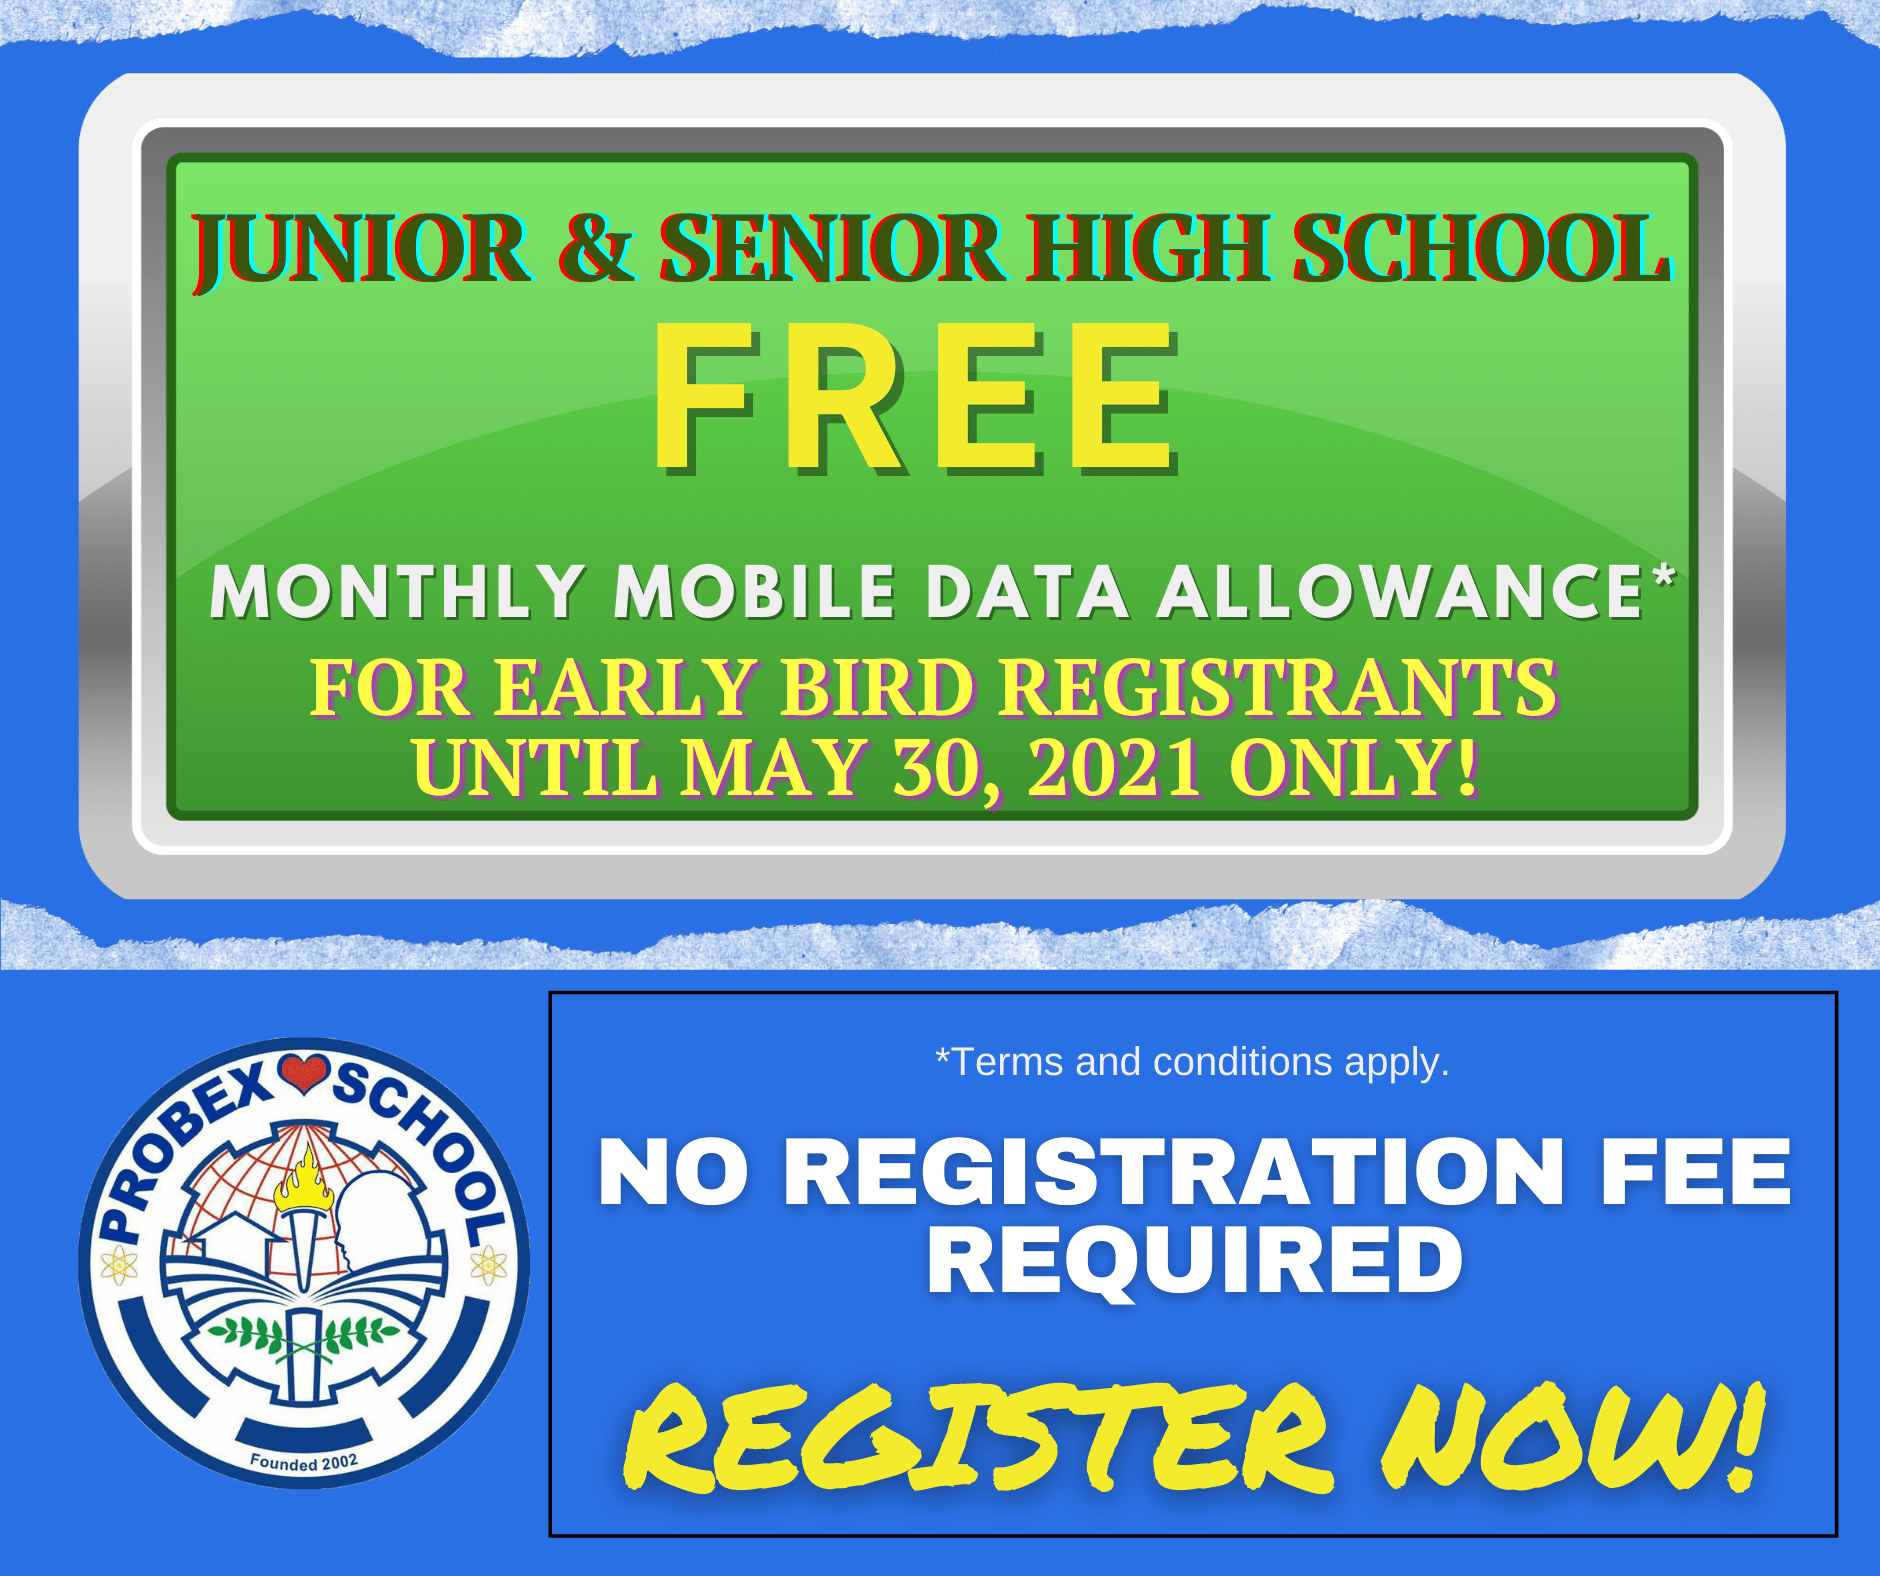 JUNIOR & SENIOR HIGH SCHOOL
FREE
MONTHLY MOBILE DATA ALLOWANCE*
FOR EARLY BIRD REGISTRANTS
UNTIL MAY 30, 2021 ONLY!
PROBEX SCHOOL
Founded 2002
*Terms and conditions apply.
NO REGISTRATION FEE
REQUIRED
REGISTER NOW!